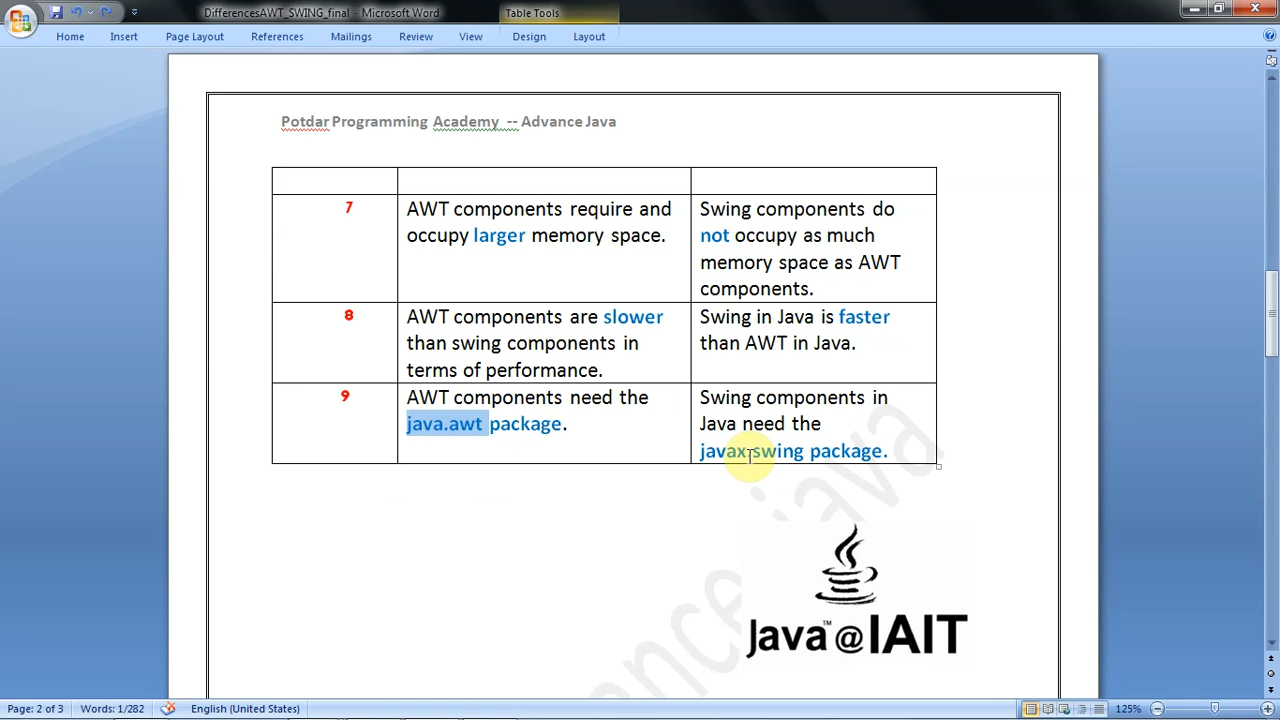 DifferencesAWT_SWING_final - Microsoft Word
Table Tools
Home Insert Page Layout References Mailings Review View Design Layout
Potdar Programming Academy -- Advance Java
7
AWT components require and
occupy larger memory space.
Swing components do
not occupy as much
memory space as AWT
components.
8
AWT components are slower
than swing components in
terms of performance.
Swing in Java is faster
than AWT in Java.
9
AWT components need the
java.awt package.
Swing components in
Java need the
javax.swing package.
Java™@IAIT
Page: 2 of 3 Words: 1/282 English (United States) 125%